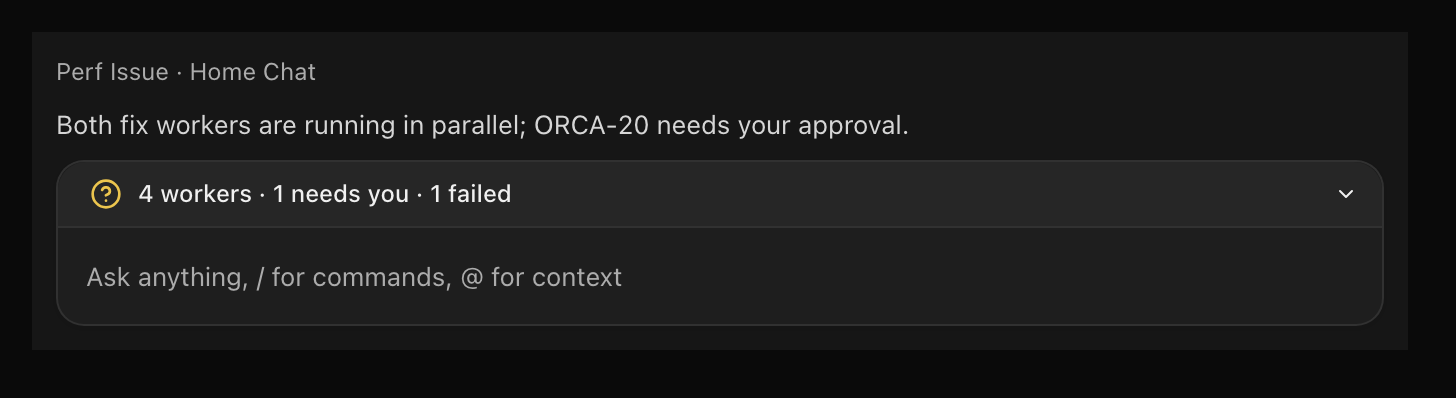 Perf Issue · Home Chat
Both fix workers are running in parallel; ORCA-20 needs your approval.
4 workers · 1 needs you · 1 failed
Ask anything, / for commands, @ for context